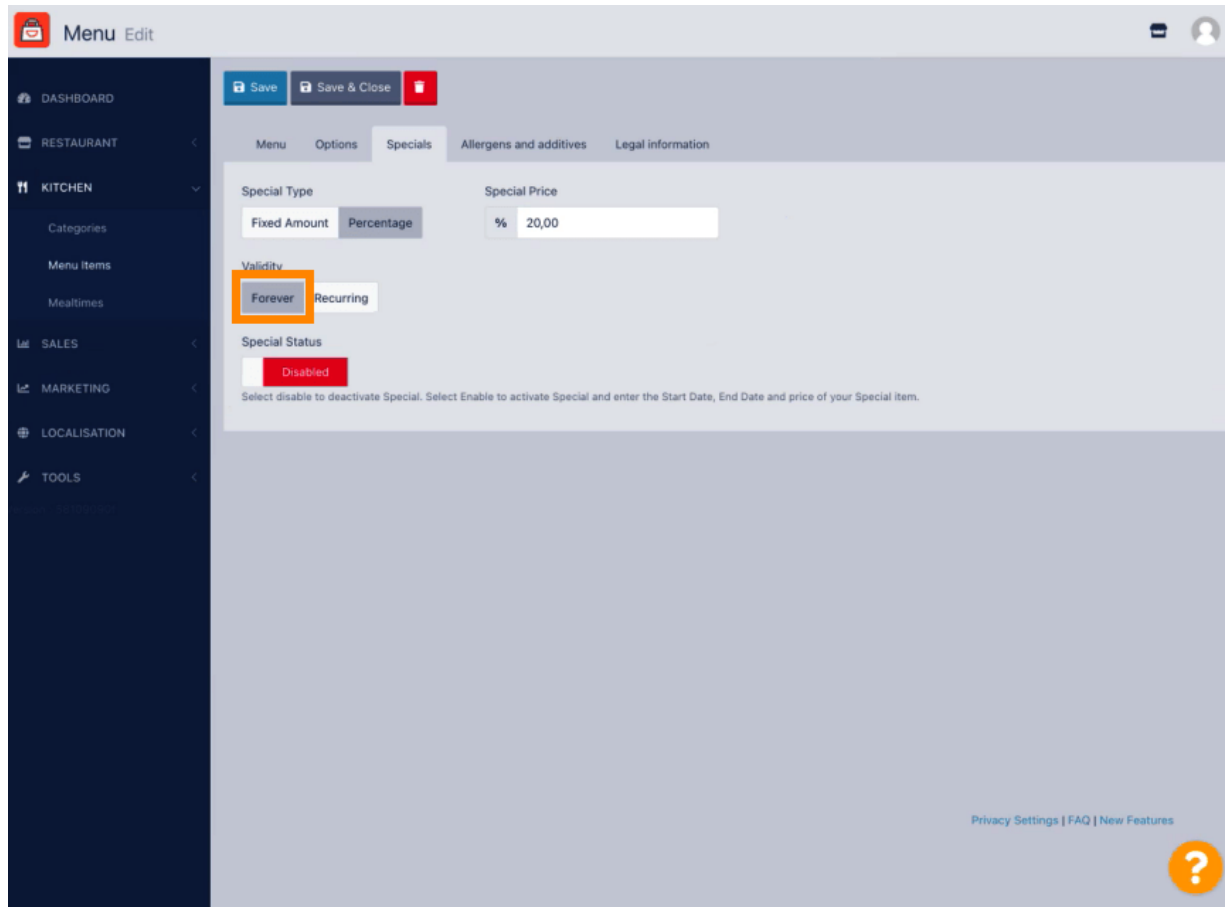 Menu Edit
DASHBOARD
RESTAURANT
KITCHEN
Categories
Menu Items
Mealtimes
SALES
MARKETING
LOCALISATION
TOOLS
Save
Save & Close
Menu
Options
Specials
Allergens and additives
Legal information
Special Type
Fixed Amount
Percentage
Special Price
% 20,00
Validity
Forever
Recurring
Special Status
Disabled
Select disable to deactivate Special. Select Enable to activate Special and enter the Start Date, End Date and price of your Special item.
Privacy Settings | FAQ | New Features
?